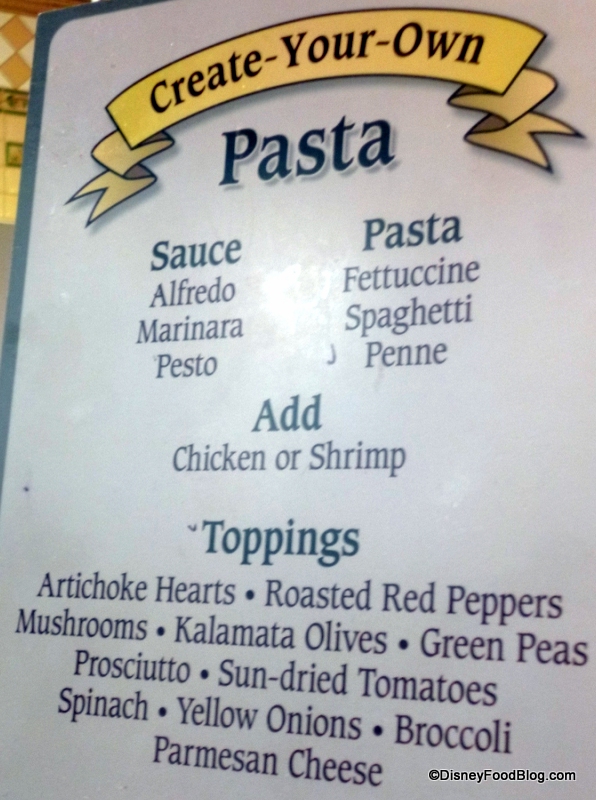 Create-Your-Own
Pasta
Sauce
Alfredo
Marinara
Pesto
Pasta
Fettuccine
Spaghetti
Penne
Add
Chicken or Shrimp
Toppings
Artichoke Hearts • Roasted Red Peppers
Mushrooms • Kalamata Olives • Green Peas
Prosciutto • Sun-dried Tomatoes
Spinach • Yellow Onions • Broccoli
Parmesan Cheese
©DisneyFoodBlog.com